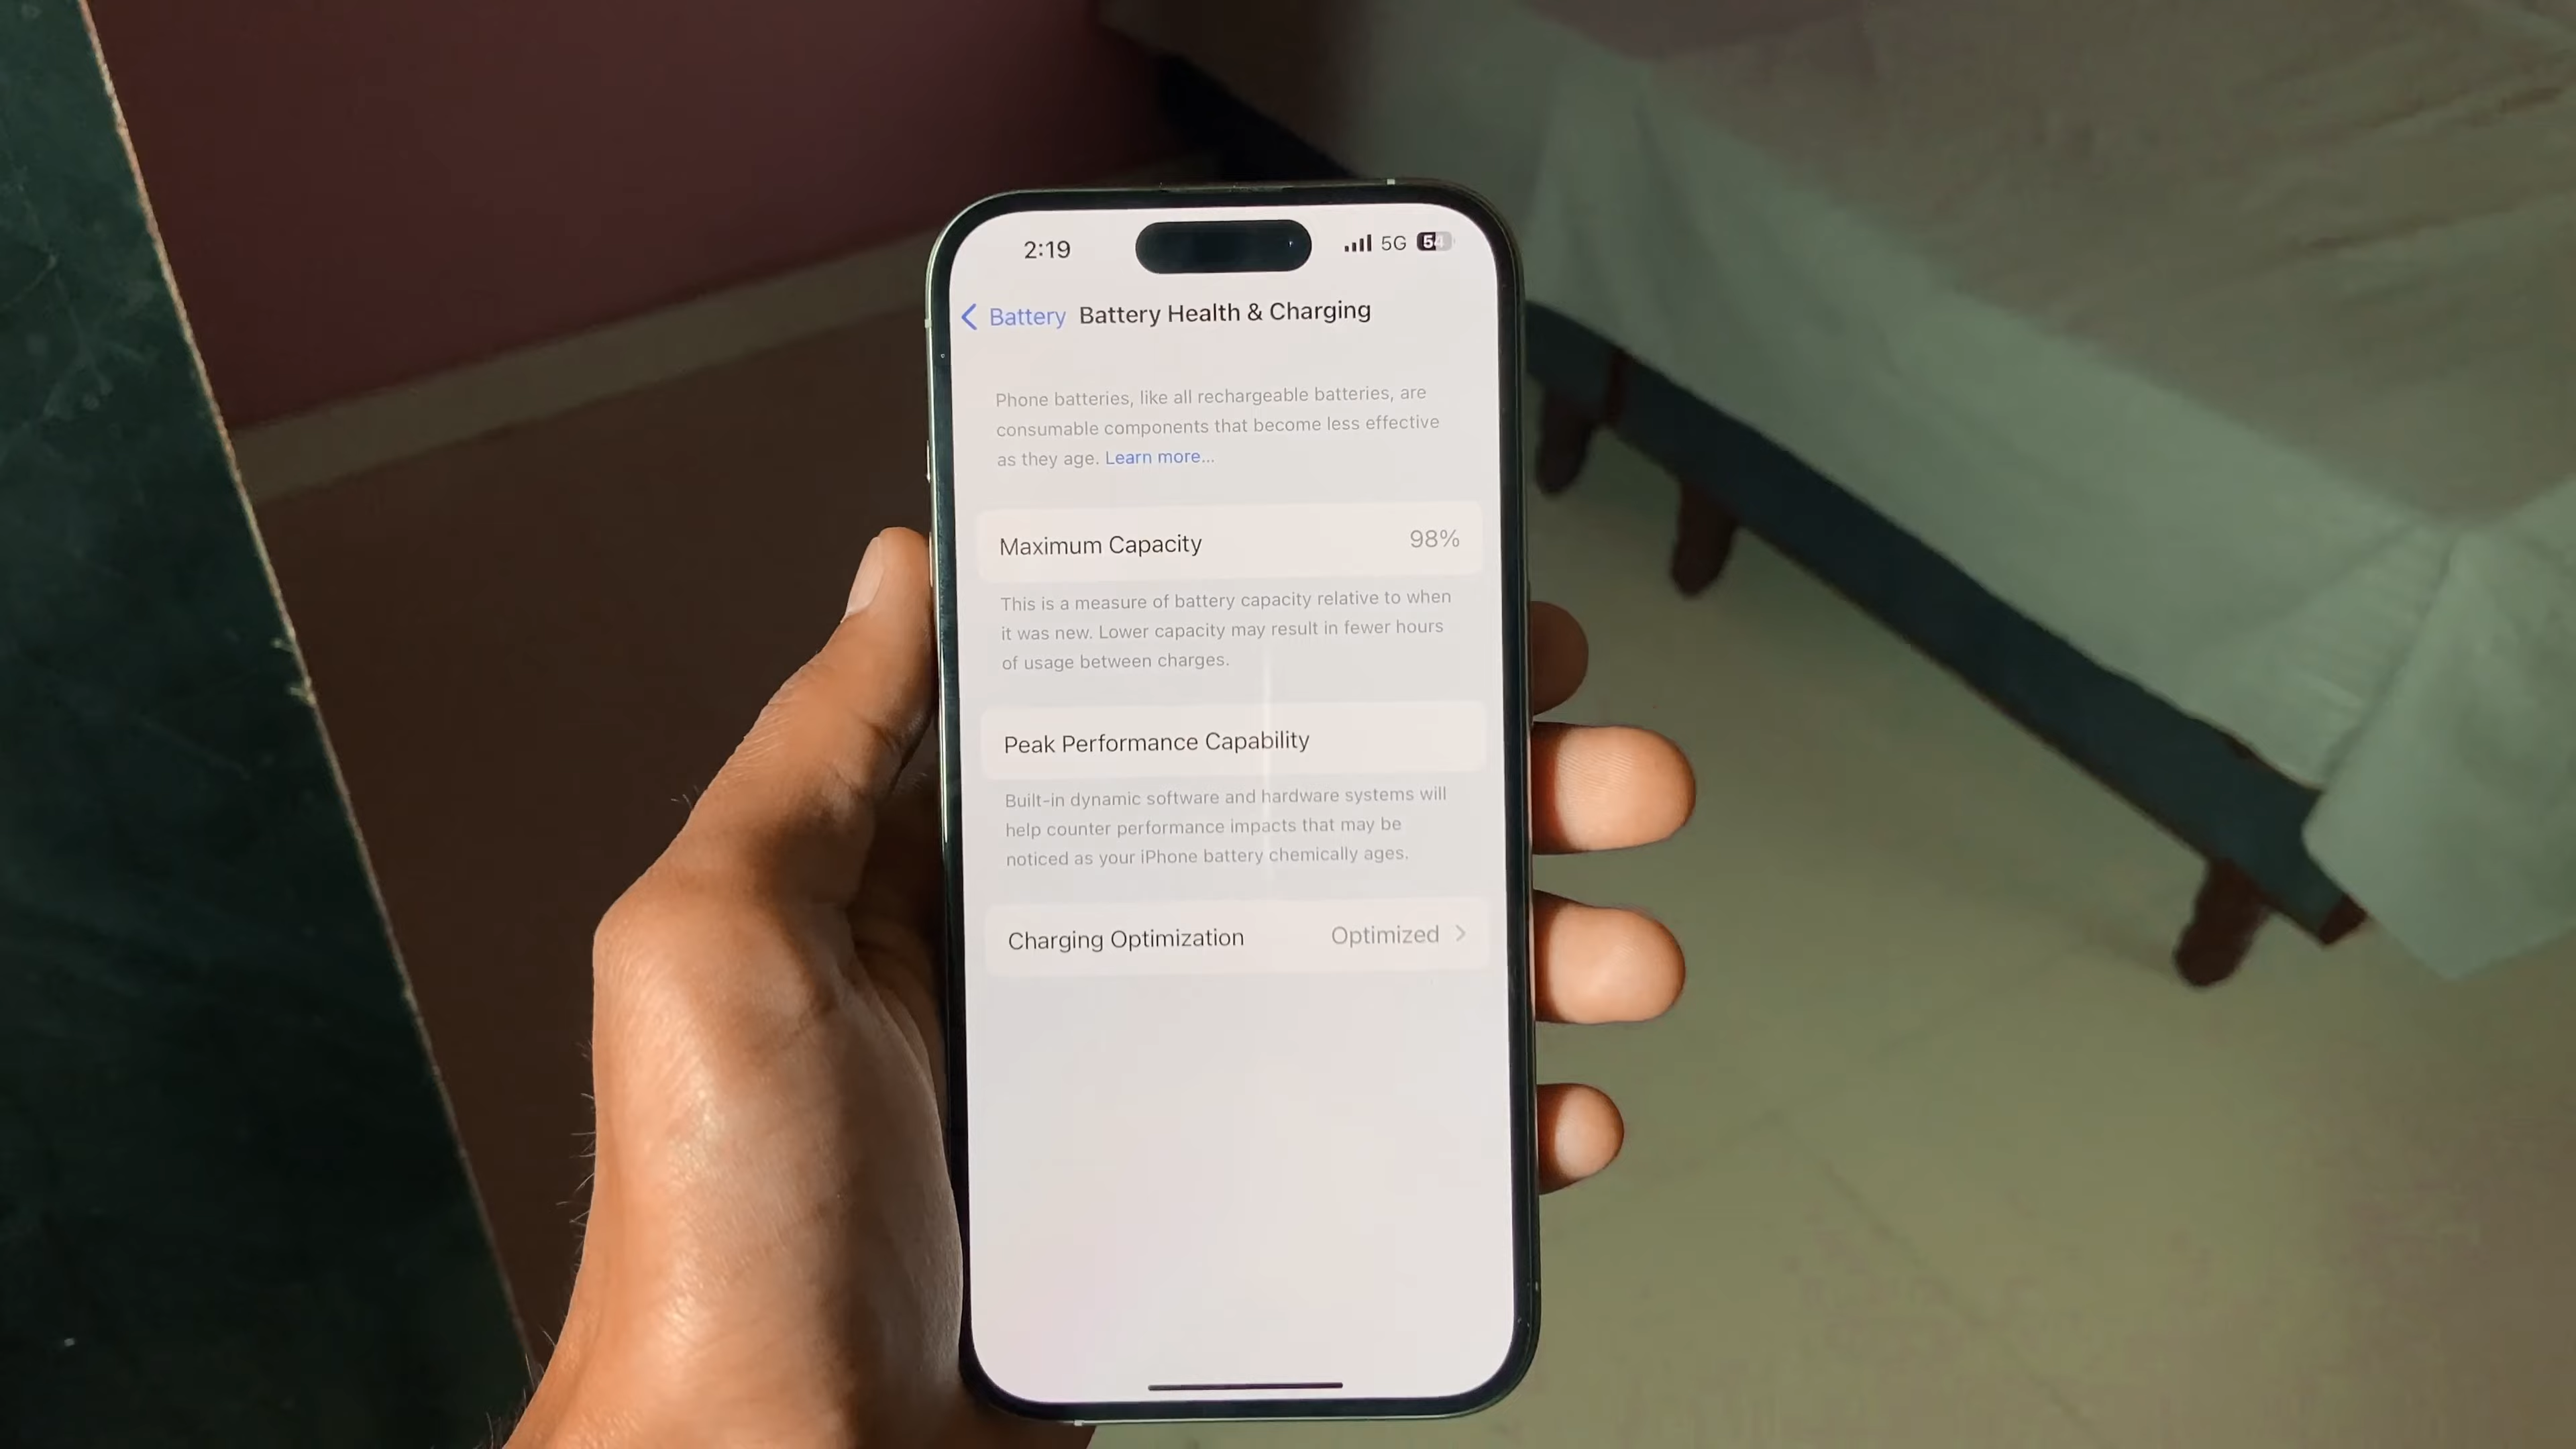 2:19 5G 54
Battery Battery Health & Charging
Phone batteries, like all rechargeable batteries, are
consumable components that become less effective
as they age. Learn more...
Maximum Capacity 98%
This is a measure of battery capacity relative to when
it was new. Lower capacity may result in fewer hours
of usage between charges.
Peak Performance Capability
Built-in dynamic software and hardware systems will
help counter performance impacts that may be
noticed as your iPhone battery chemically ages.
Charging Optimization Optimized